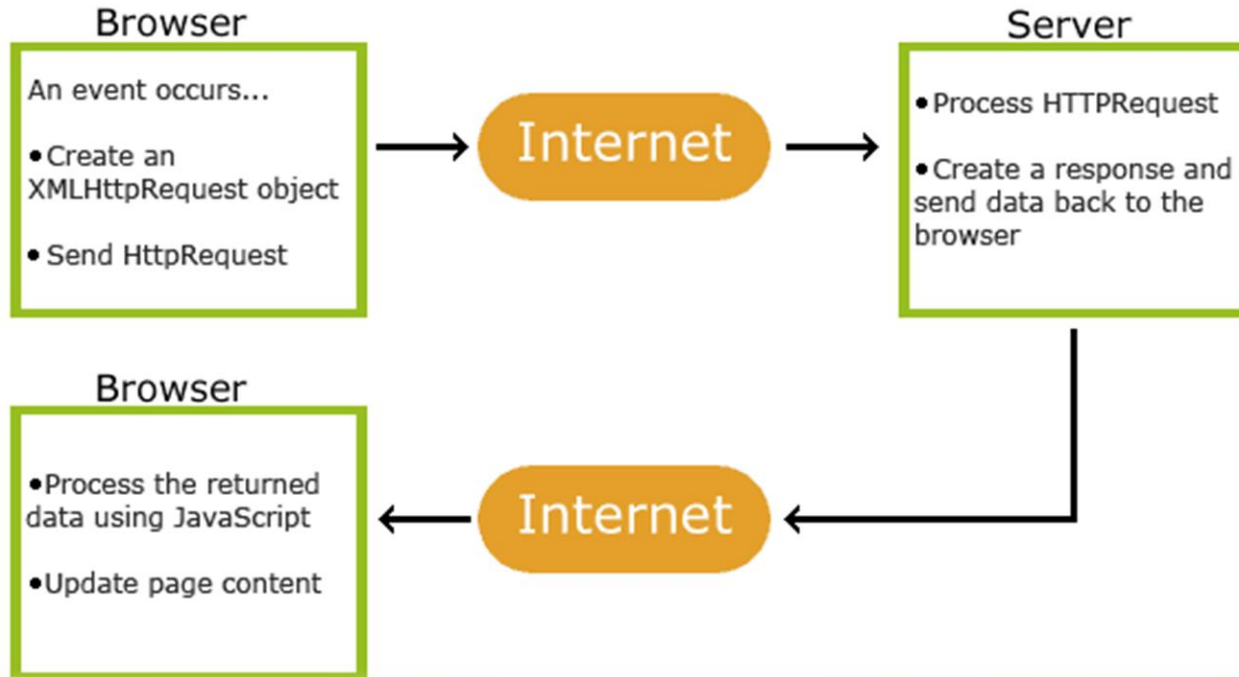 Browser
An event occurs...
●Create an
XMLHttpRequest object
● Send HttpRequest
Internet
Server
●Process HTTPRequest
●Create a response and
send data back to the
browser
Browser
●Process the returned
data using JavaScript
●Update page content
Internet